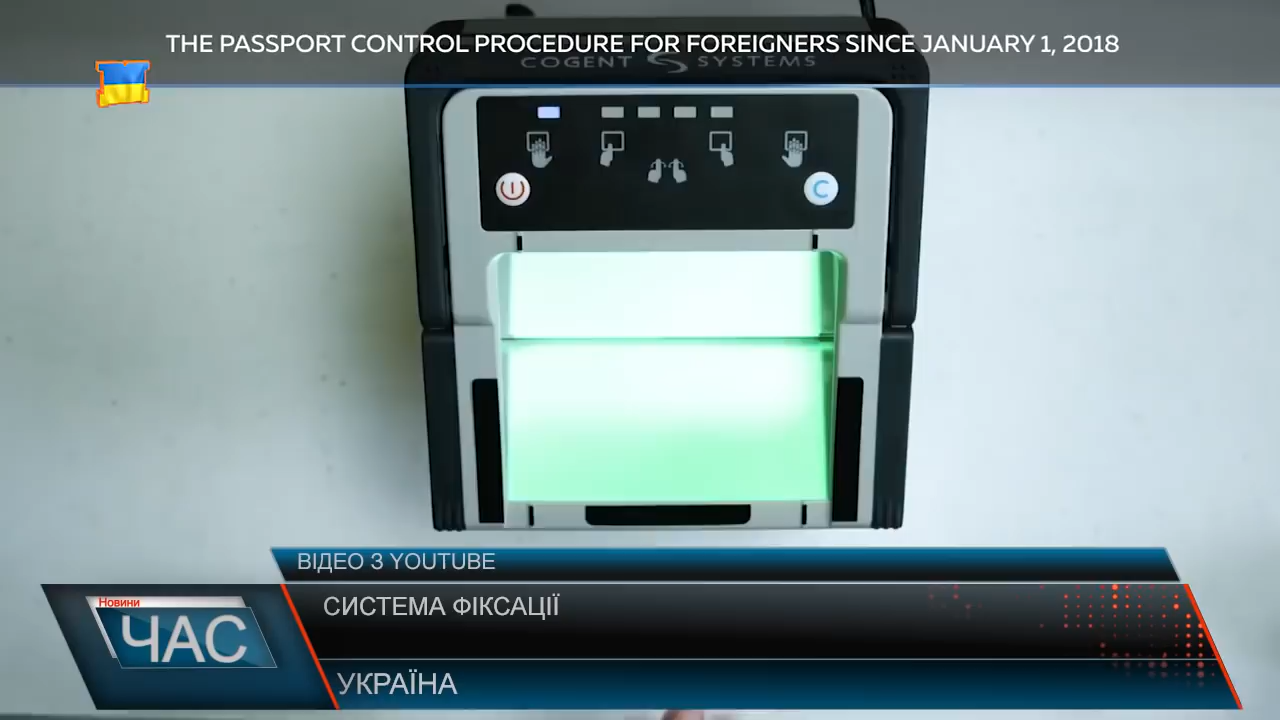 THE PASSPORT CONTROL PROCEDURE FOR FOREIGNERS SINCE JANUARY 1, 2018
COGENT SYSTEMS
C
ВІДЕО З YOUTUBE
Новини
ЧАС
СИСТЕМА ФІКСАЦІЇ
УКРАЇНА